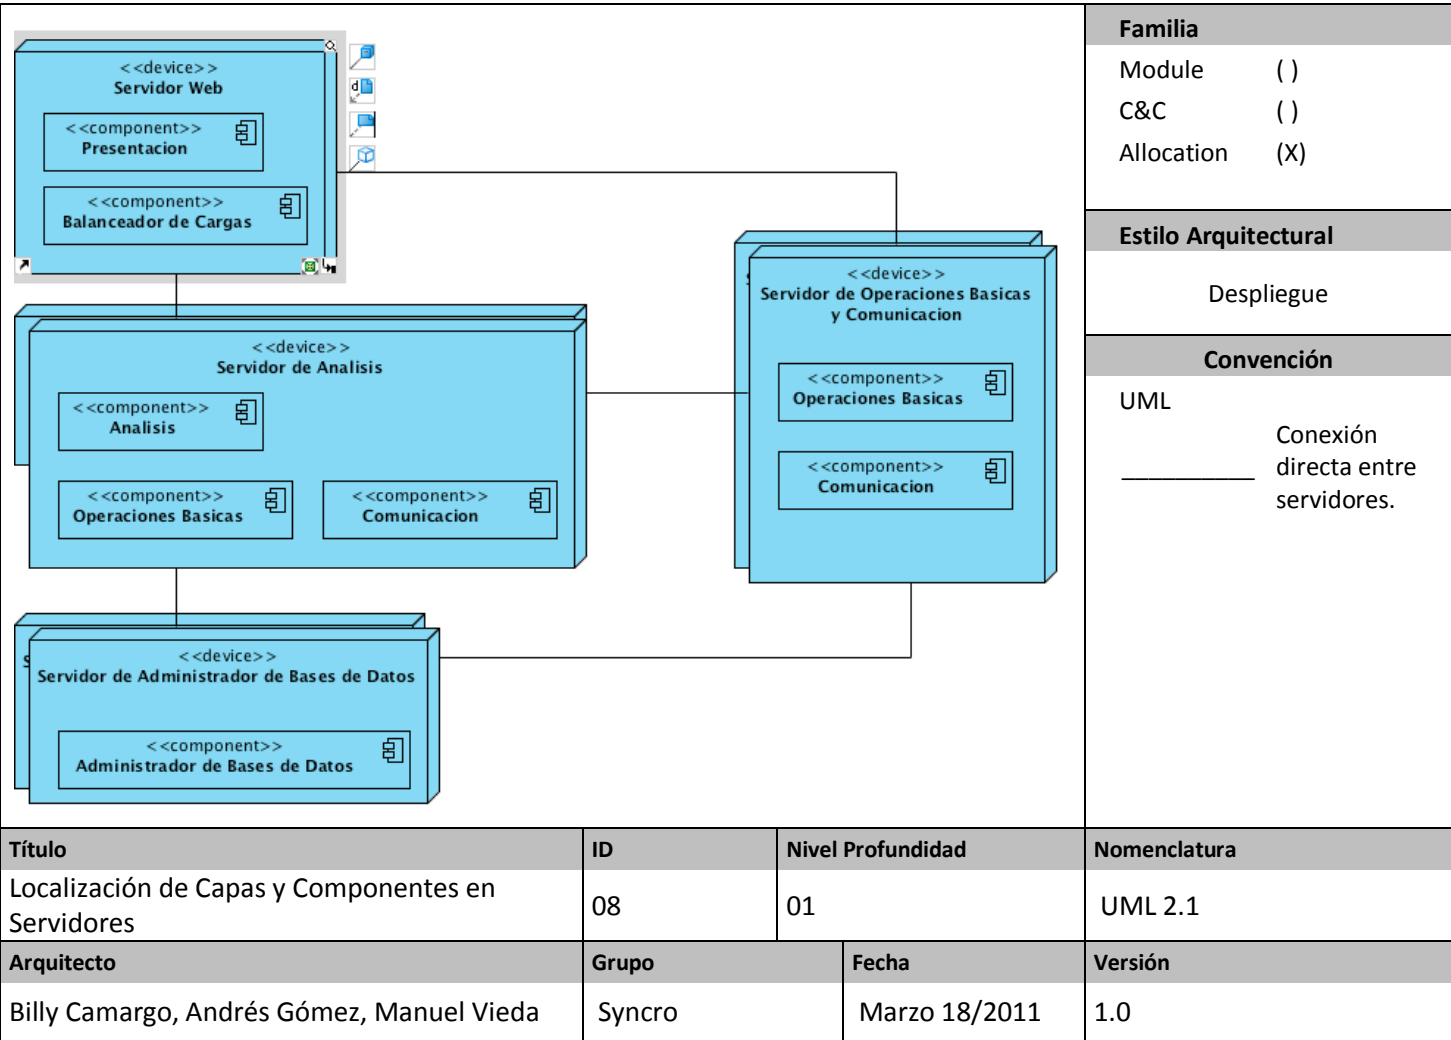 <<device>>
Servidor Web
<<component>>
Presentacion
<<component>>
Balanceador de Cargas
d
<<device>>
Servidor de Analisis
<<component>>
Analisis
<<component>>
Operaciones Basicas
<<component>>
Comunicacion
<<device>>
Servidor de Operaciones Basicas
y Comunicacion
<<component>>
Operaciones Basicas
<<component>>
Comunicacion
<<device>>
Servidor de Administrador de Bases de Datos
<<component>>
Administrador de Bases de Datos
Familia
Module ( )
C&C ( )
Allocation (X)
Estilo Arquitectural
Despliegue
Convención
UML
__________ Conexión
directa entre
servidores.
Título ID Nivel Profundidad Nomenclatura
Localización de Capas y Componentes en
Servidores
08 01 UML 2.1
Arquitecto Grupo Fecha Versión
Billy Camargo, Andrés Gómez, Manuel Vieda Syncro Marzo 18/2011 1.0